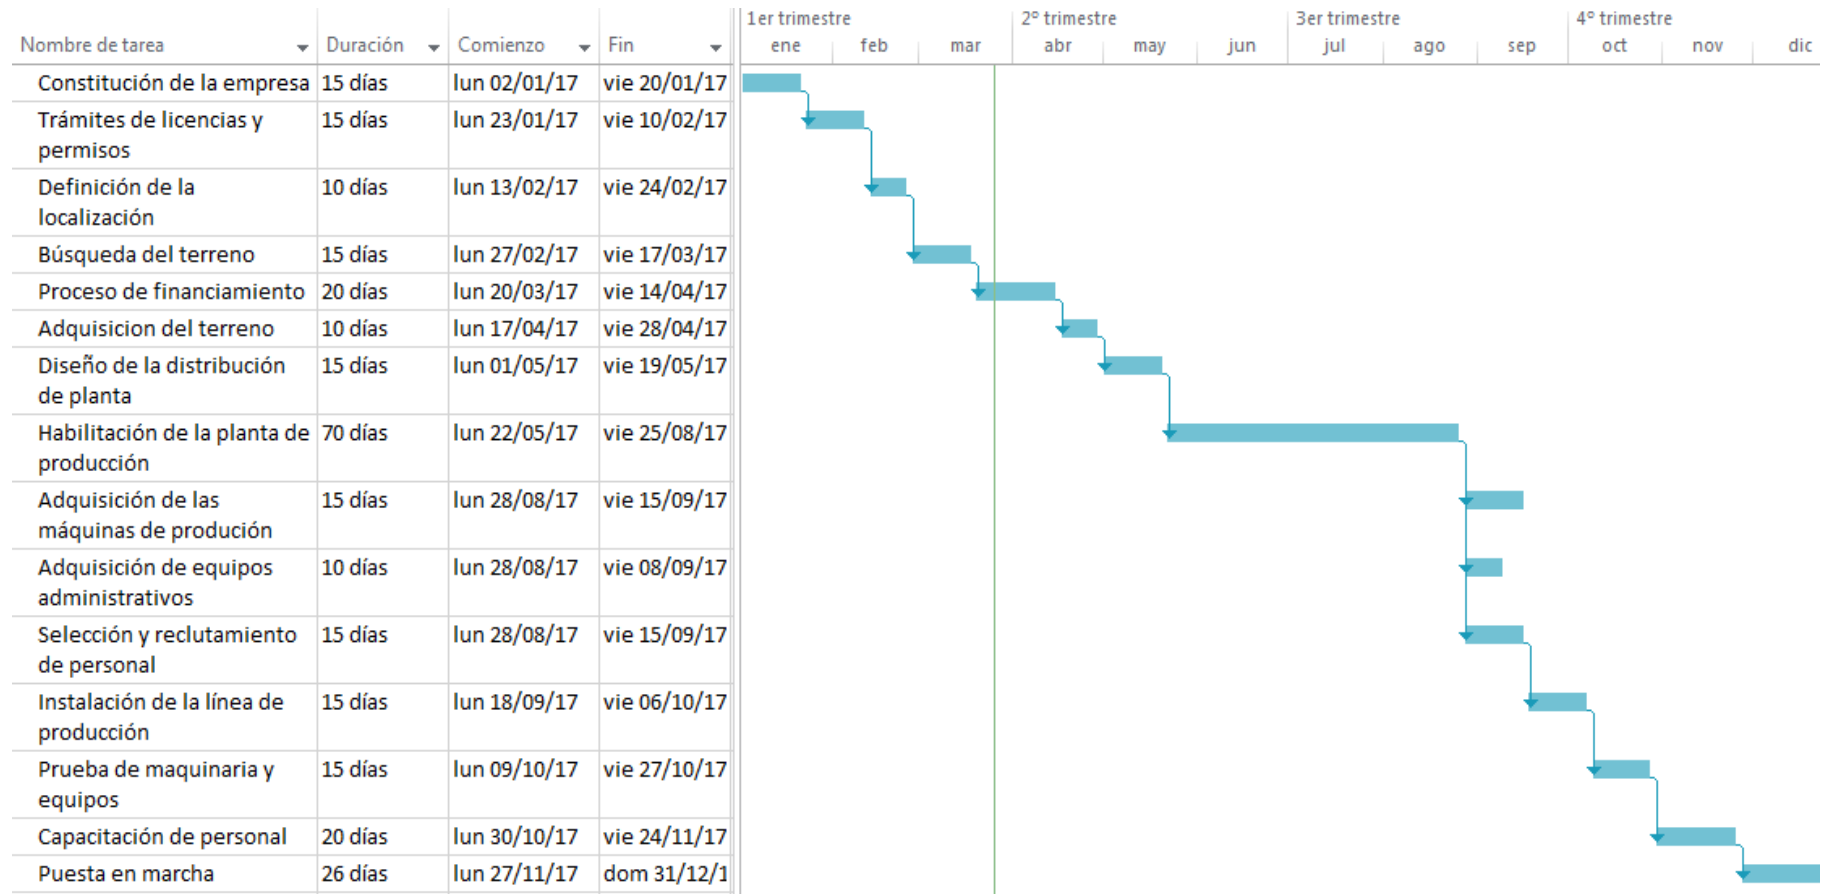 1er trimestre 2º trimestre 3er trimestre 4º trimestre
Nombre de tarea Duración Comienzo Fin ene feb mar abr may jun jul ago sep oct nov dic
Constitución de la empresa 15 días lun 02/01/17 vie 20/01/17
Trámites de licencias y 15 días lun 23/01/17 vie 10/02/17
permisos
Definición de la 10 días lun 13/02/17 vie 24/02/17
localización
Búsqueda del terreno 15 días lun 27/02/17 vie 17/03/17
Proceso de financiamiento 20 días lun 20/03/17 vie 14/04/17
Adquisicion del terreno 10 días lun 17/04/17 vie 28/04/17
Diseño de la distribución 15 días lun 01/05/17 vie 19/05/17
de planta
Habilitación de la planta de 70 días lun 22/05/17 vie 25/08/17
producción
Adquisición de las 15 días lun 28/08/17 vie 15/09/17
máquinas de produción
Adquisición de equipos 10 días lun 28/08/17 vie 08/09/17
administrativos
Selección y reclutamiento 15 días lun 28/08/17 vie 15/09/17
de personal
Instalación de la línea de 15 días lun 18/09/17 vie 06/10/17
producción
Prueba de maquinaria y 15 días lun 09/10/17 vie 27/10/17
equipos
Capacitación de personal 20 días lun 30/10/17 vie 24/11/17
Puesta en marcha 26 días lun 27/11/17 dom 31/12/1